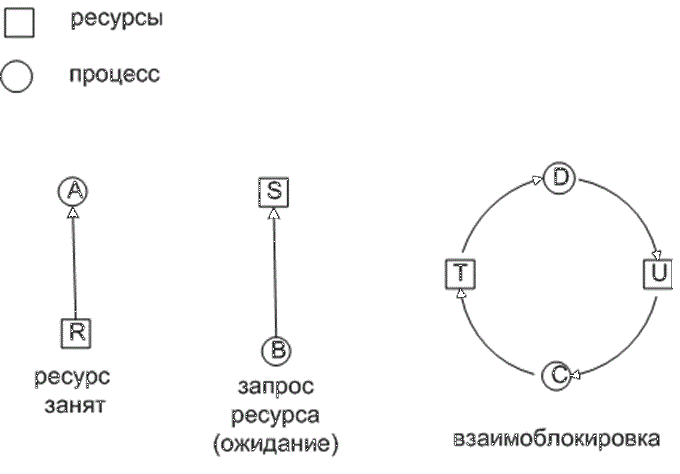 ресурсы
процесс
A
R
ресурс
занят
S
B
запрос
ресурса
(ожидание)
D
T
U
C
взаимоблокировка